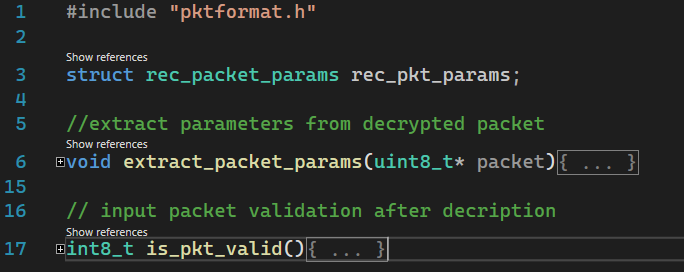 1 #include "pktformat.h"
2
Show references
3 struct rec_packet_params rec_pkt_params;
4
5 //extract parameters from decrypted packet
Show references
6 void extract_packet_params(uint8_t* packet){ ... }
15
16 // input packet validation after decription
Show references
17 int8_t is_pkt_valid(){ ... }